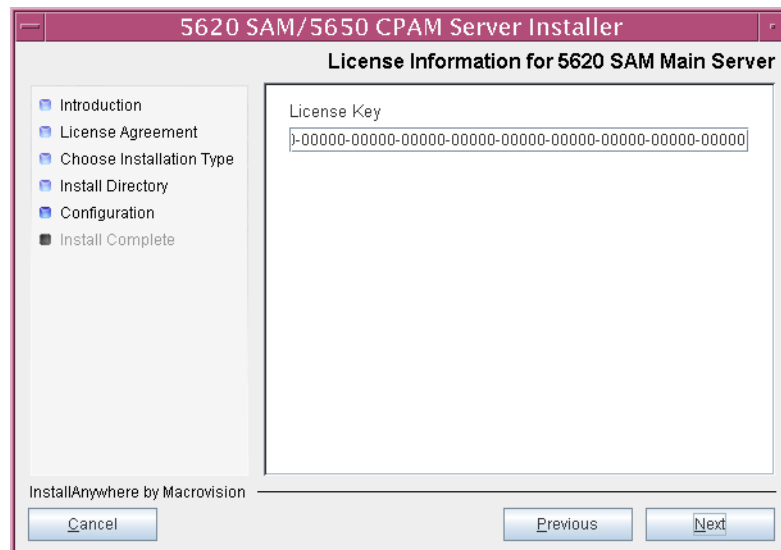 5620 SAM/5650 CPAM Server Installer
License Information for 5620 SAM Main Server
Introduction
License Agreement
Choose Installation Type
Install Directory
Configuration
Install Complete
License Key
)-00000-00000-00000-00000-00000-00000-00000-00000-00000
InstallAnywhere by Macrovision
Cancel
Previous
Next